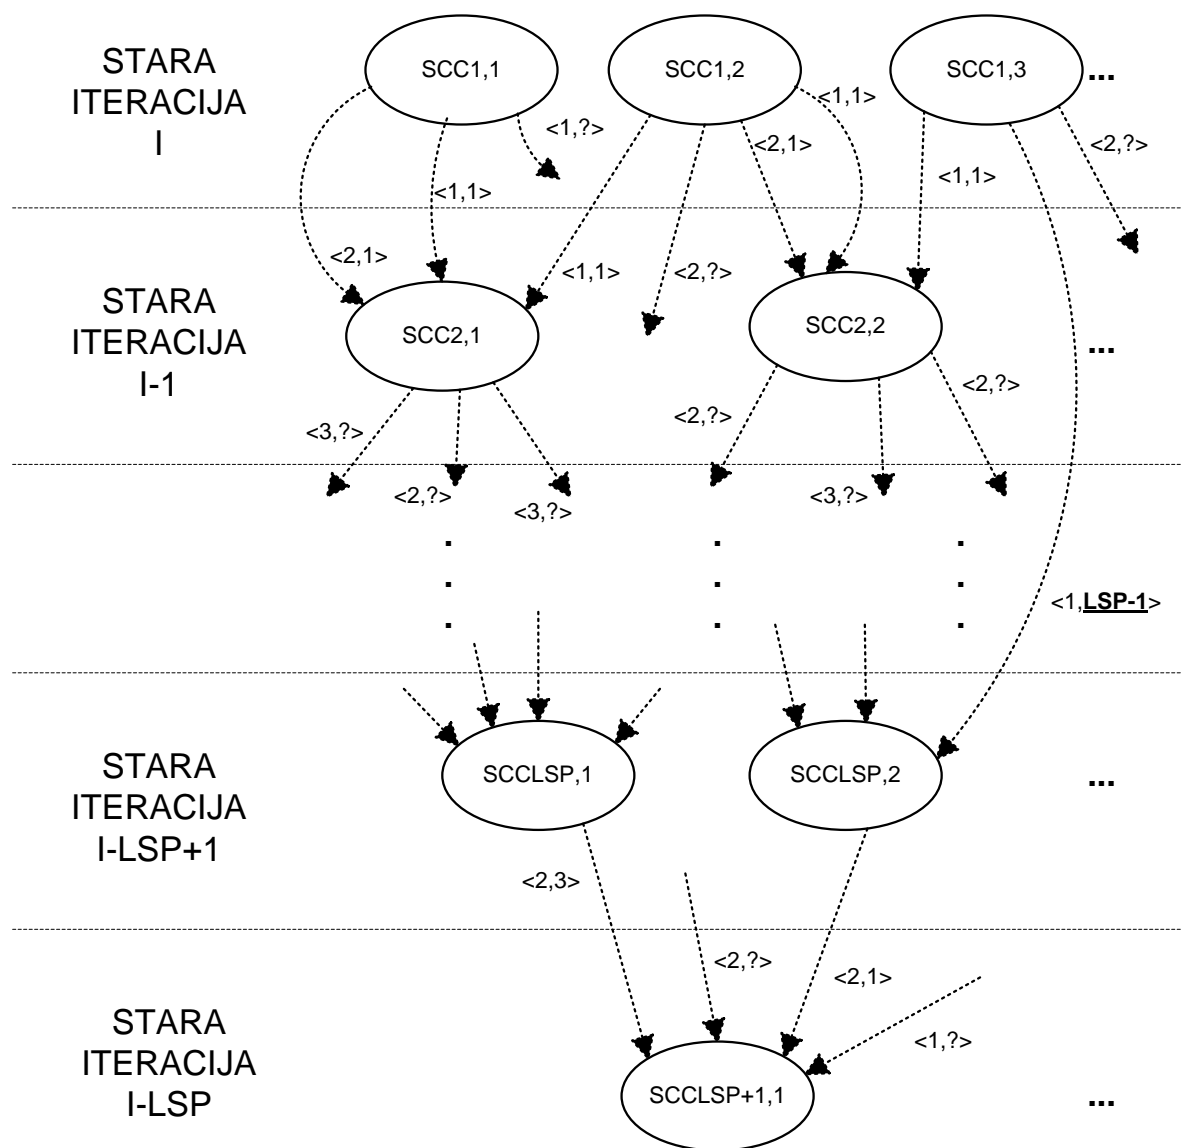 STARA
ITERACIJA
I
SCC1,1
SCC1,2
SCC1,3
...
<1,?>
<1,1>
<2,1>
<2,?>
<1,1>
<1,1>
<2,1>
<1,1>
<2,?>
STARA
ITERACIJA
I-1
SCC2,1
SCC2,2
...
<3,?>
<2,?>
<3,?>
<2,?>
<3,?>
<2,?>
<1,LSP-1>
STARA
ITERACIJA
I-LSP+1
SCCLSP,1
SCCLSP,2
...
<2,3>
<2,?>
<2,1>
<1,?>
STARA
ITERACIJA
I-LSP
SCCLSP+1,1
...